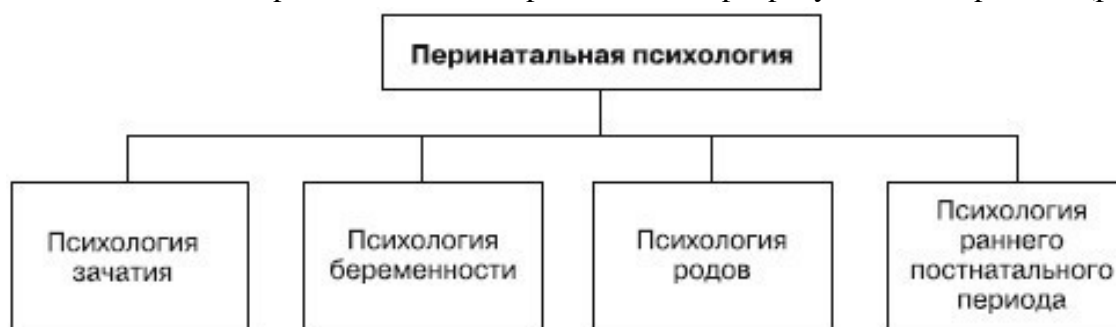 Перинатальная психология
Психология
зачатия
Психология
беременности
Психология
родов
Психология
раннего
постнатального
периода